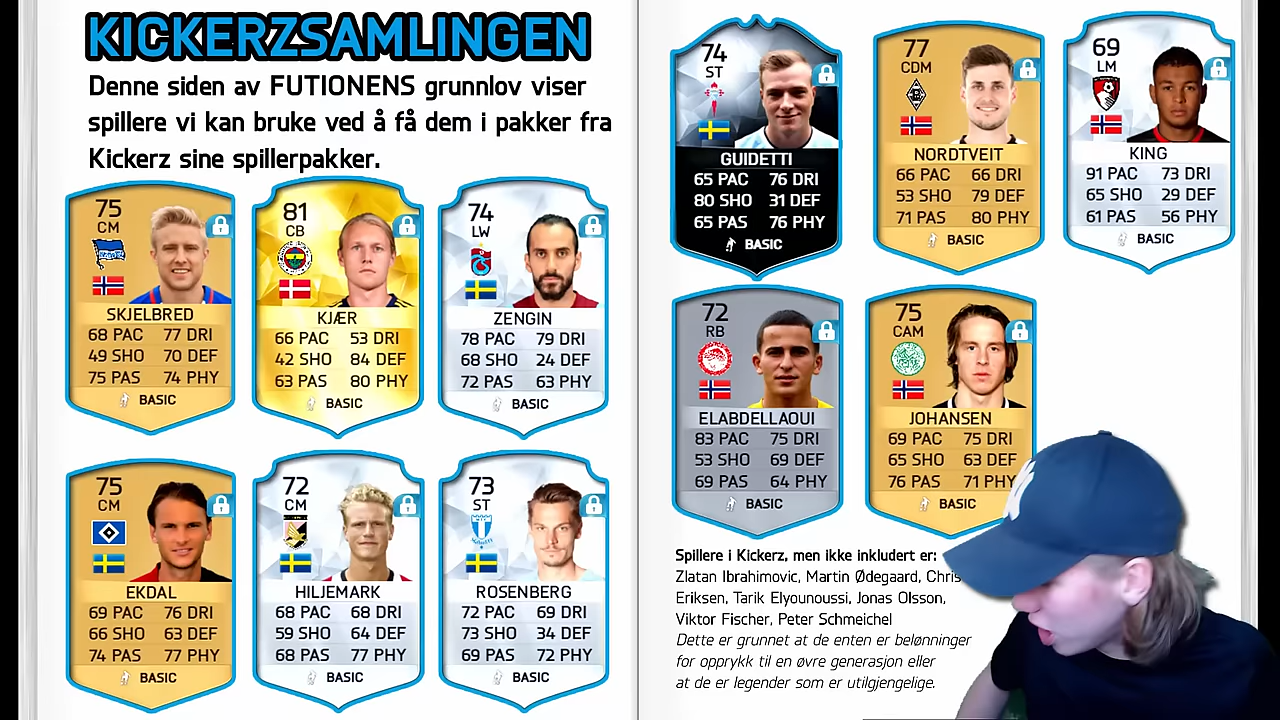 KICKERZSAMLINGEN
Denne siden av FUTIONENS grunnlov viser
spillere vi kan bruke ved å få dem i pakker fra
Kickerz sine spillerpakker.
75
CM
SKJELBRED
68 PAC 77 DRI
49 SHO 70 DEF
75 PAS 74 PHY
BASIC
81
CB
KJÆR
66 PAC 53 DRI
42 SHO 84 DEF
63 PAS 80 PHY
BASIC
74
LW
ZENGIN
78 PAC 79 DRI
68 SHO 24 DEF
72 PAS 63 PHY
BASIC
75
CM
EKDAL
69 PAC 76 DRI
66 SHO 63 DEF
74 PAS 77 PHY
BASIC
72
CM
HILJEMARK
68 PAC 68 DRI
59 SHO 64 DEF
68 PAS 77 PHY
BASIC
73
ST
ROSENBERG
72 PAC 69 DRI
73 SHO 34 DEF
69 PAS 72 PHY
BASIC
74
ST
GUIDETTI
65 PAC 76 DRI
80 SHO 31 DEF
65 PAS 76 PHY
BASIC
77
CDM
NORDTVEIT
66 PAC 66 DRI
53 SHO 79 DEF
71 PAS 80 PHY
BASIC
69
LM
KING
91 PAC 73 DRI
65 SHO 29 DEF
61 PAS 56 PHY
BASIC
72
RB
ELABDELLAOUI
83 PAC 75 DRI
53 SHO 69 DEF
69 PAS 64 PHY
BASIC
75
CAM
JOHANSEN
69 PAC 75 DRI
65 SHO 63 DEF
76 PAS 71 PHY
BASIC
Spillere i Kickerz, men ikke inkludert er:
Zlatan Ibrahimovic, Martin Ødegaard, Chris
Eriksen, Tarik Elyounoussi, Jonas Olsson,
Viktor Fischer, Peter Schmeichel
Dette er grunnet at de enten er belønninger
for opprykk til en øvre generasjon eller
at de er legender som er utilgjengelige.